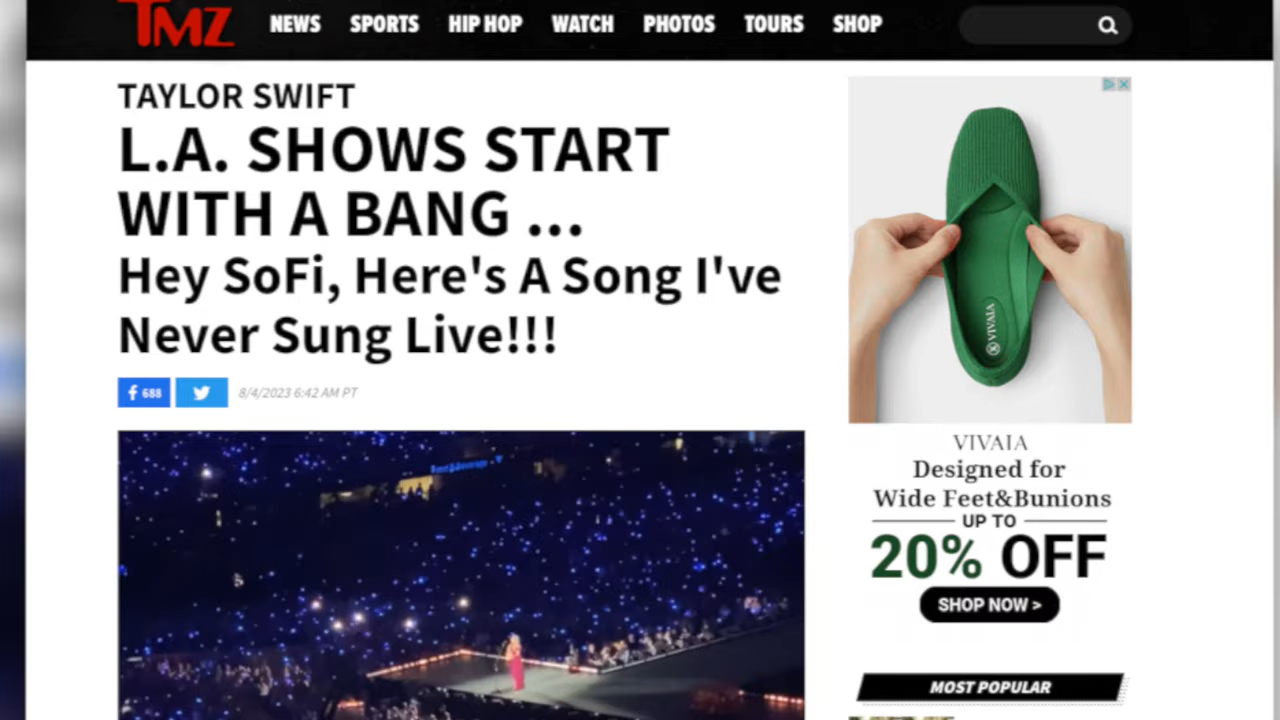 TMZ
NEWS SPORTS HIP HOP WATCH PHOTOS TOURS SHOP
TAYLOR SWIFT
L.A. SHOWS START
WITH A BANG ...
Hey SoFi, Here's A Song I've
Never Sung Live!!!
688
8/4/2023 6:42 AM PT
VIVAIA
VIVAIA
Designed for
Wide Feet&Bunions
UP TO
20% OFF
SHOP NOW >
MOST POPULAR